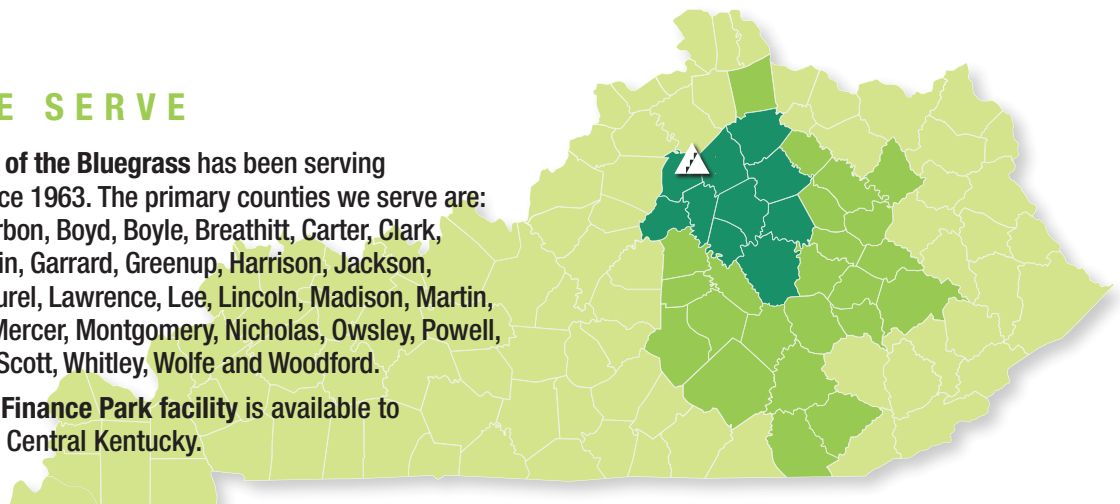 E SERVE
of the Bluegrass has been serving
ce 1963. The primary counties we serve are:
rbon, Boyd, Boyle, Breathitt, Carter, Clark,
in, Garrard, Greenup, Harrison, Jackson,
urel, Lawrence, Lee, Lincoln, Madison, Martin,
Mercer, Montgomery, Nicholas, Owsley, Powell,
Scott, Whitley, Wolfe and Woodford.
Finance Park facility is available to
Central Kentucky.